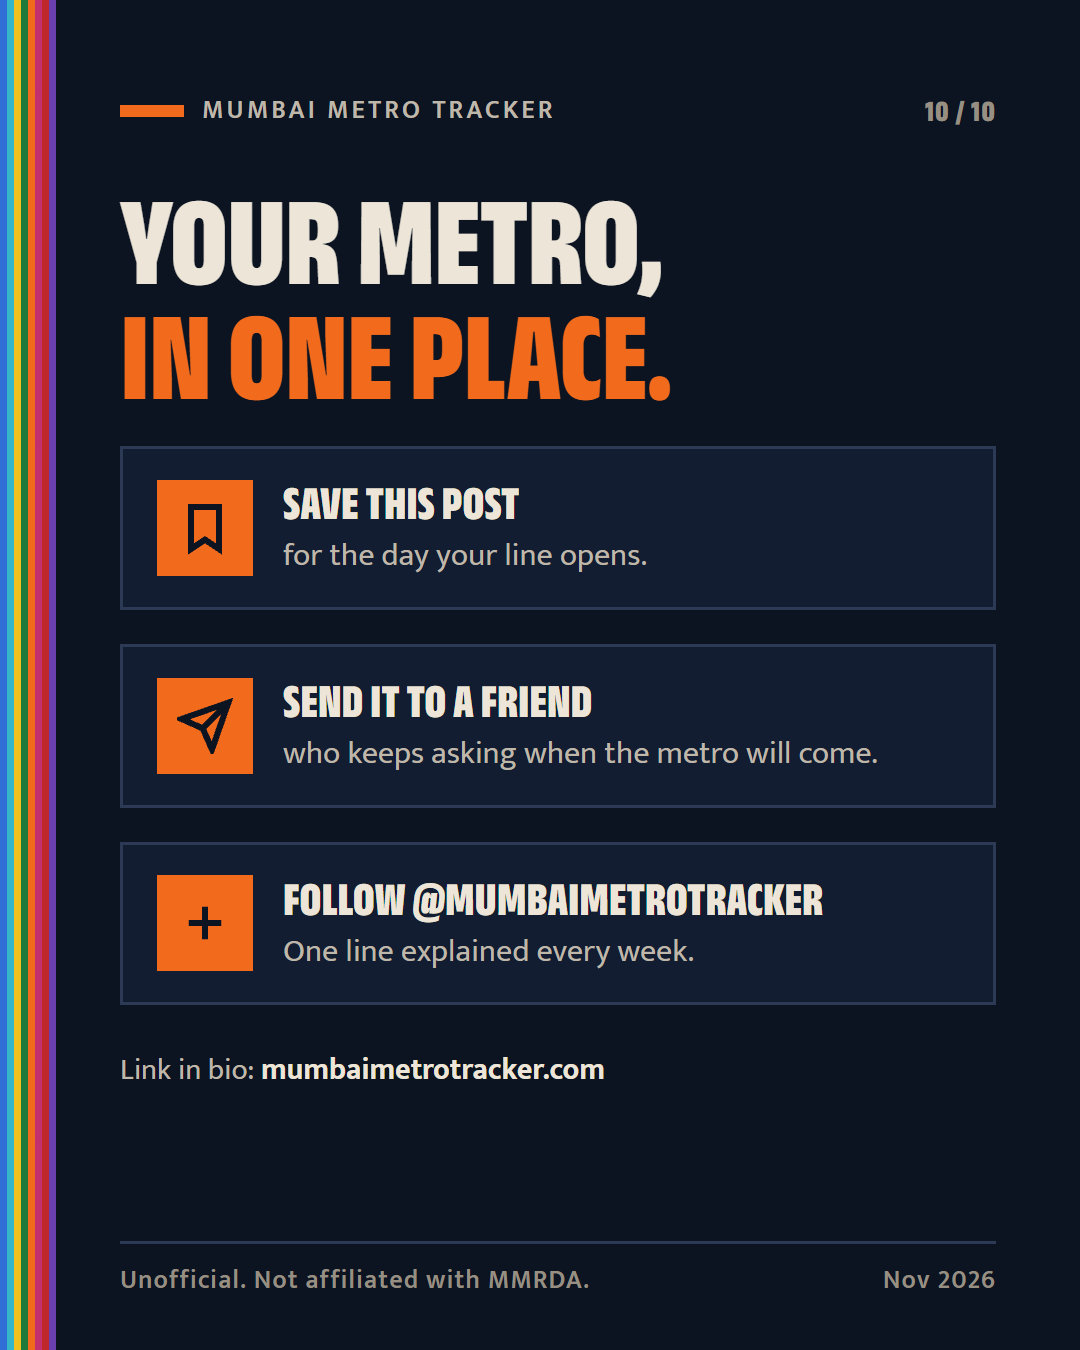 MUMBAI METRO TRACKER
10 / 10
YOUR METRO,
IN ONE PLACE.
SAVE THIS POST
for the day your line opens.
SEND IT TO A FRIEND
who keeps asking when the metro will come.
FOLLOW @MUMBAIMETROTRACKER
One line explained every week.
Link in bio: mumbaimetrotracker.com
Unofficial. Not affiliated with MMRDA.
Nov 2026